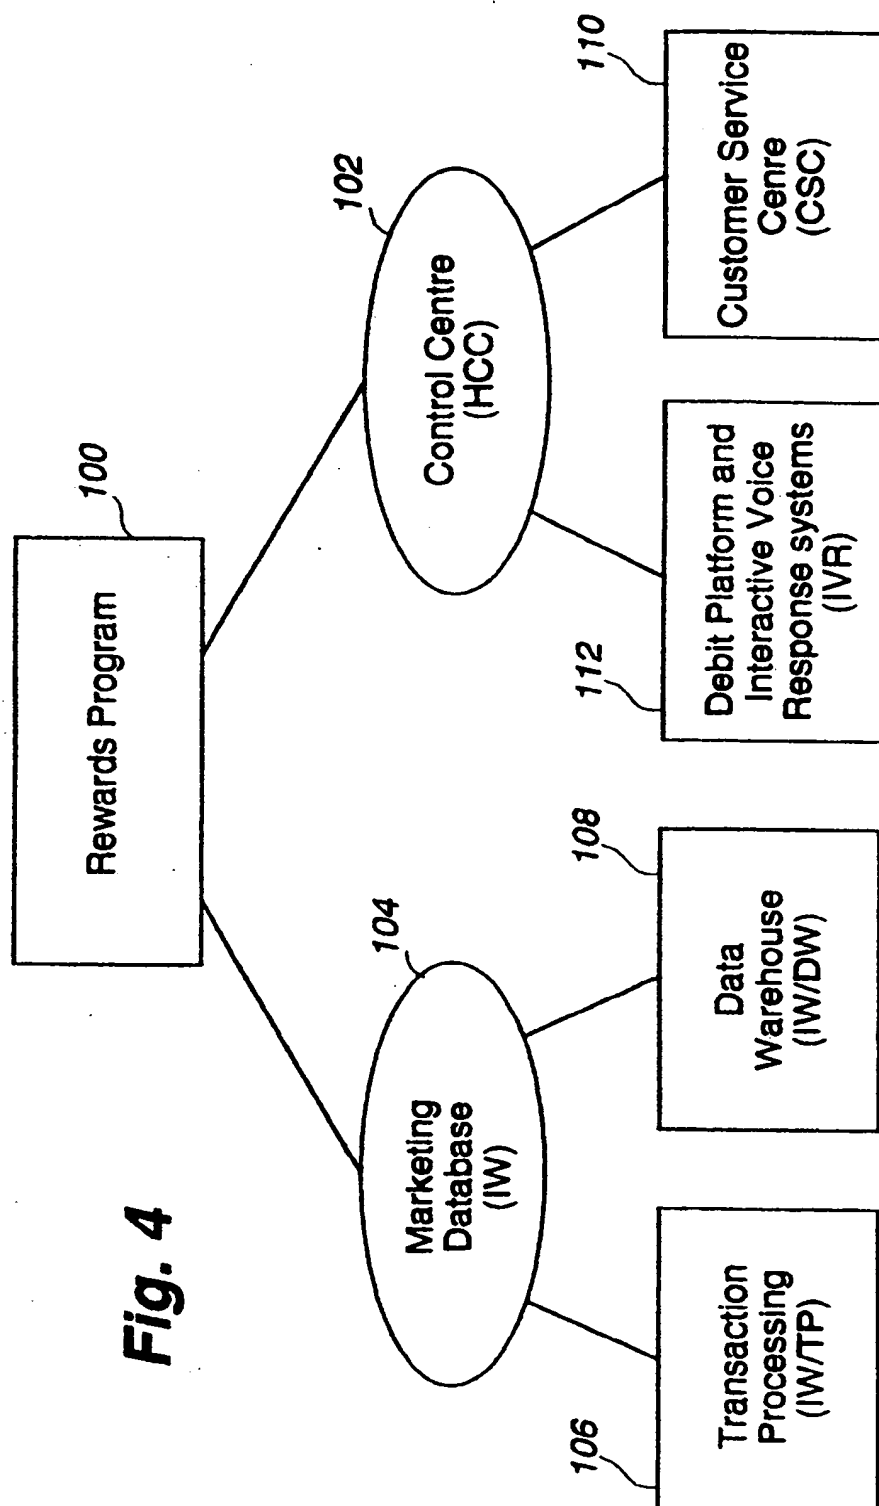 Fig. 4
Rewards Program
100
Marketing
Database
(IW)
104
Control Centre
(HCC)
102
Transaction
Processing
(IW/TP)
106
Data
Warehouse
(IW/DW)
108
Debit Platform and
Interactive Voice
Response systems
(IVR)
112
Customer Service
Cenre
(CSC)
110